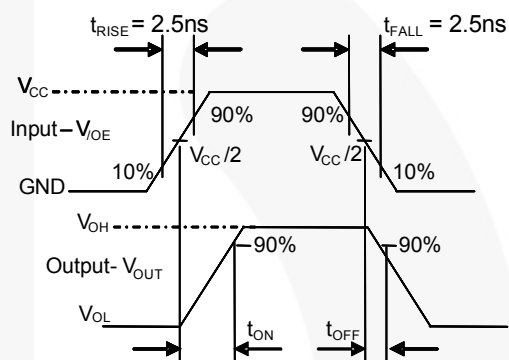 tRISE = 2.5ns
tFALL = 2.5ns
VCC
90%
90%
Input–V/OE
VCC/2
VCC/2
10%
10%
GND
VOH
90%
90%
Output- VOUT
VOL
tON
tOFF